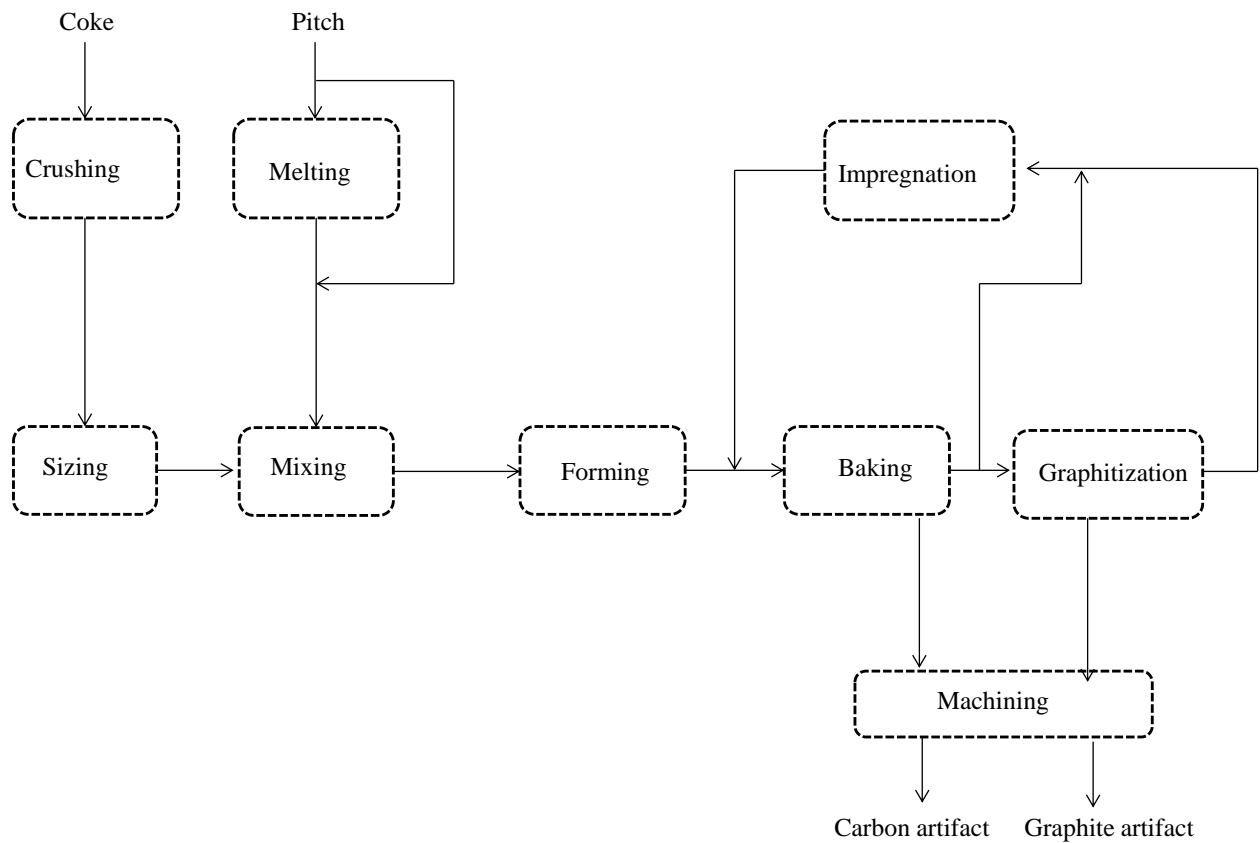 Coke
Pitch
Crushing
Melting
Impregnation
Sizing
Mixing
Forming
Baking
Graphitization
Machining
Carbon artifact
Graphite artifact